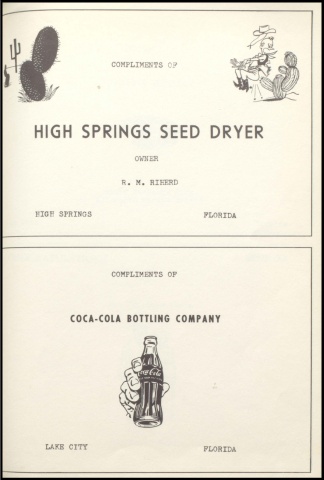 COMPLIMENTS OF
HIGH SPRINGS SEED DRYER
OWNER
R. M. RIHERD
HIGH SPRINGS FLORIDA
COMPLIMENTS OF
COCA-COLA BOTTLING COMPANY
Coca-Cola
LAKE CITY FLORIDA